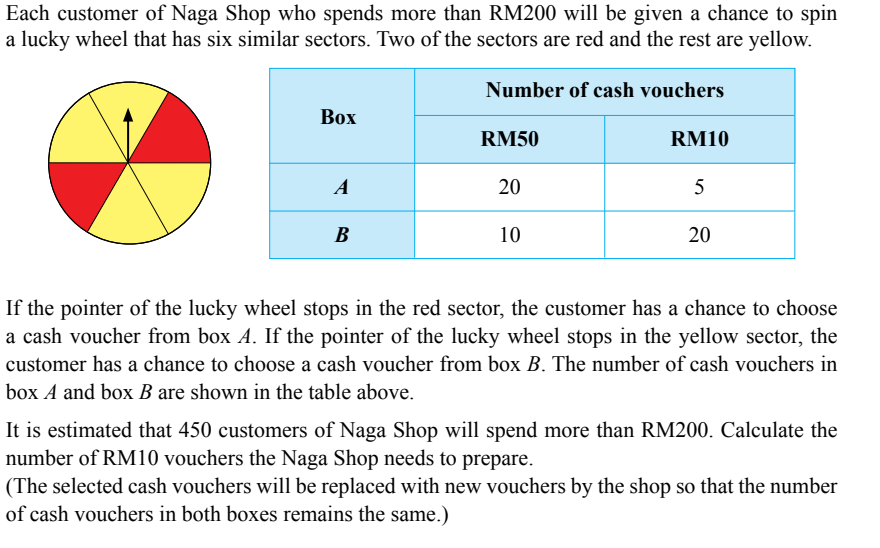 Each customer of Naga Shop who spends more than RM200 will be given a chance to spin
a lucky wheel that has six similar sectors. Two of the sectors are red and the rest are yellow.
Box
Number of cash vouchers
RM50
RM10
A
20
5
B
10
20
If the pointer of the lucky wheel stops in the red sector, the customer has a chance to choose
a cash voucher from box A. If the pointer of the lucky wheel stops in the yellow sector, the
customer has a chance to choose a cash voucher from box B. The number of cash vouchers in
box A and box B are shown in the table above.
It is estimated that 450 customers of Naga Shop will spend more than RM200. Calculate the
number of RM10 vouchers the Naga Shop needs to prepare.
(The selected cash vouchers will be replaced with new vouchers by the shop so that the number
of cash vouchers in both boxes remains the same.)